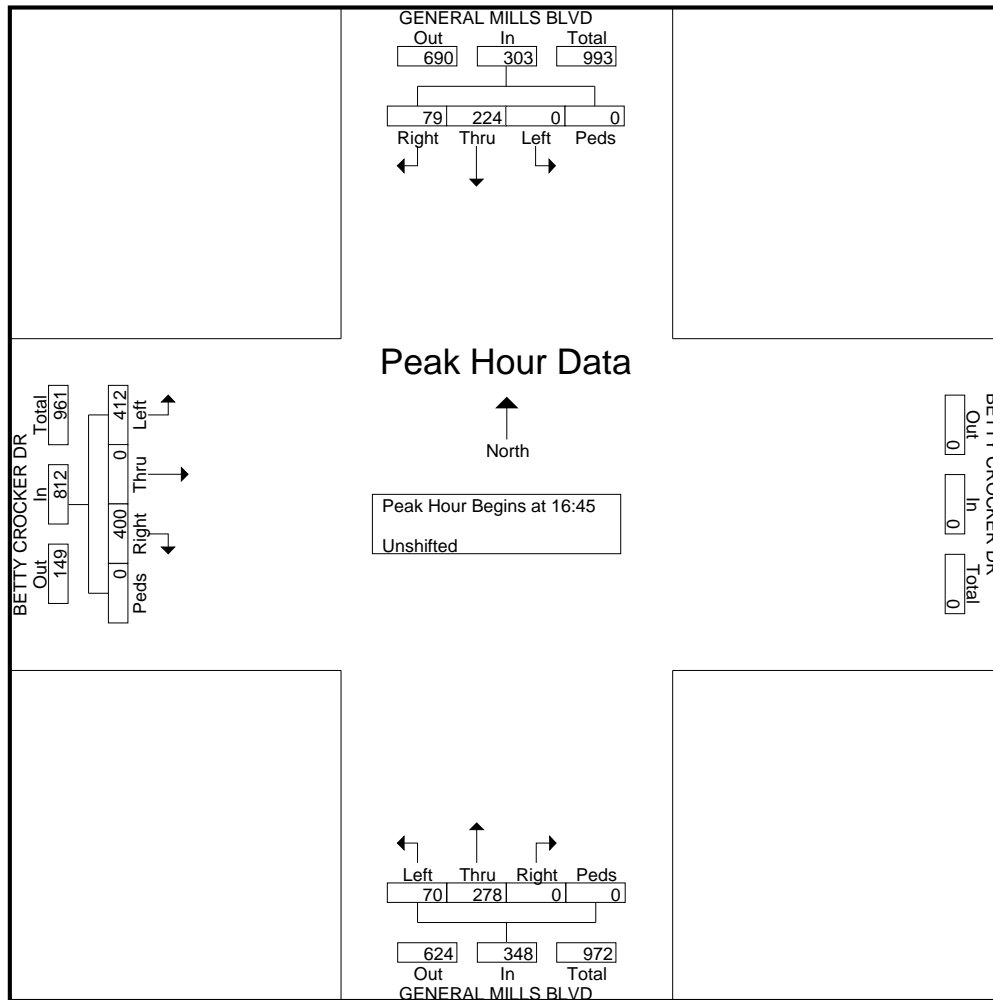 GENERAL MILLS BLVD
Out In Total
690 303 993
79 224 0 0
Right Thru Left Peds
Peak Hour Data
North
Peak Hour Begins at 16:45
Unshifted
BETTY CROCKER DR
Total In Out
961 812 149
412 0 400 0
Left Thru Right Peds
BETTY CROCKER DR
Out In Total
0 0 0
Left Thru Right Peds
70 278 0 0
624 348 972
Out In Total
GENERAL MILLS BLVD